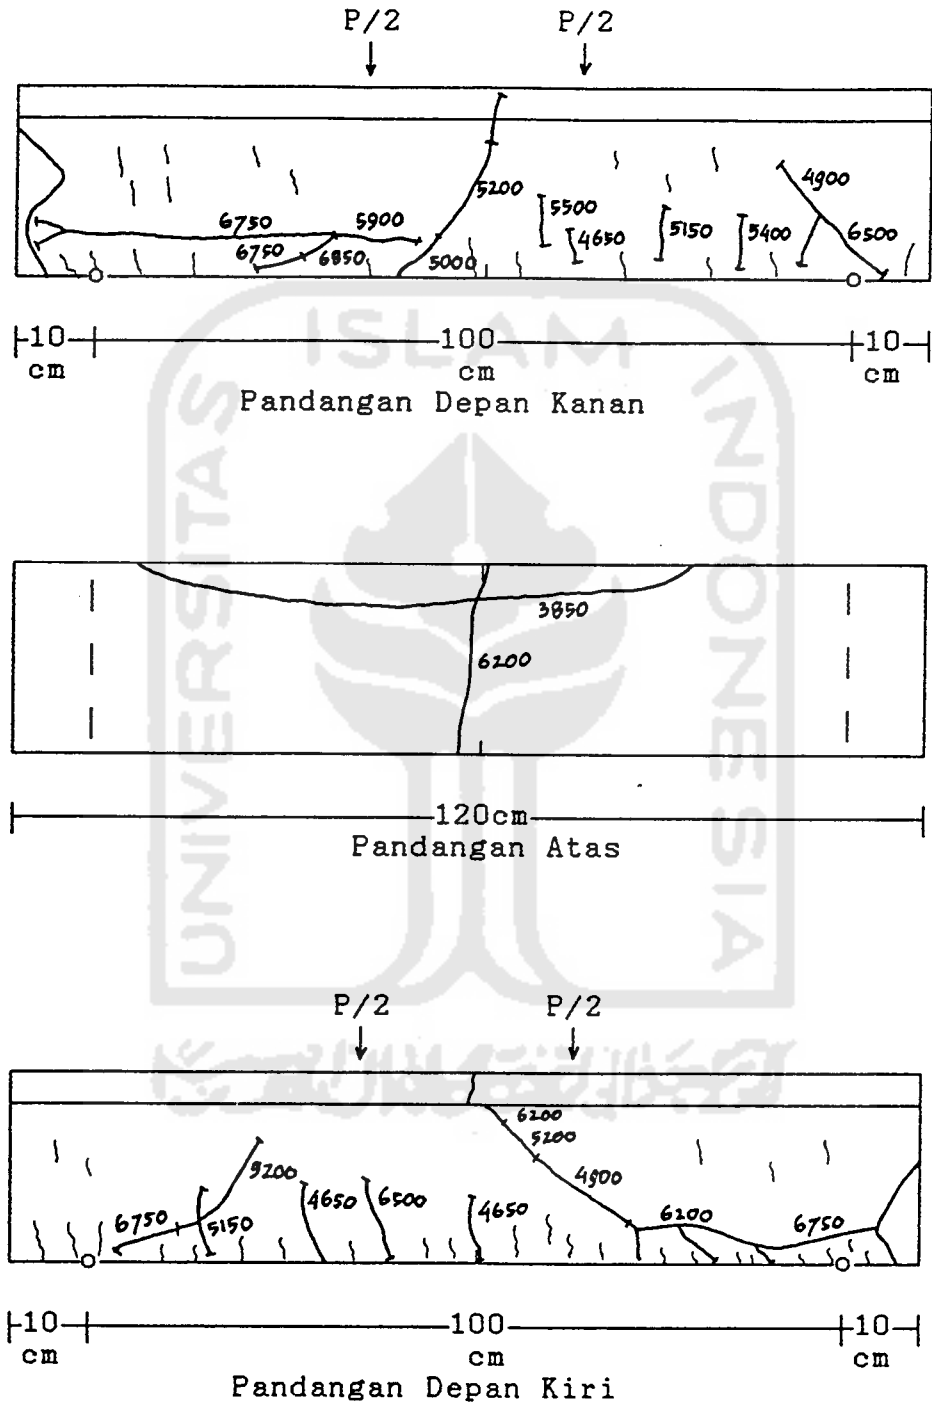 P/2 P/2
5200
4900
5500
6750 5900
4650
5150
5400
6500
6750 6850
5000
10 100 10
cm cm cm
Pandangan Depan Kanan
UNIVERSITAS ISLAM INDONESIA
3850
6200
120cm
Pandangan Atas
P/2 P/2
6200
5200
5200
4900
4650 6500 4650
6750 5150
6200 6750
10 100 10
cm cm cm
Pandangan Depan Kiri